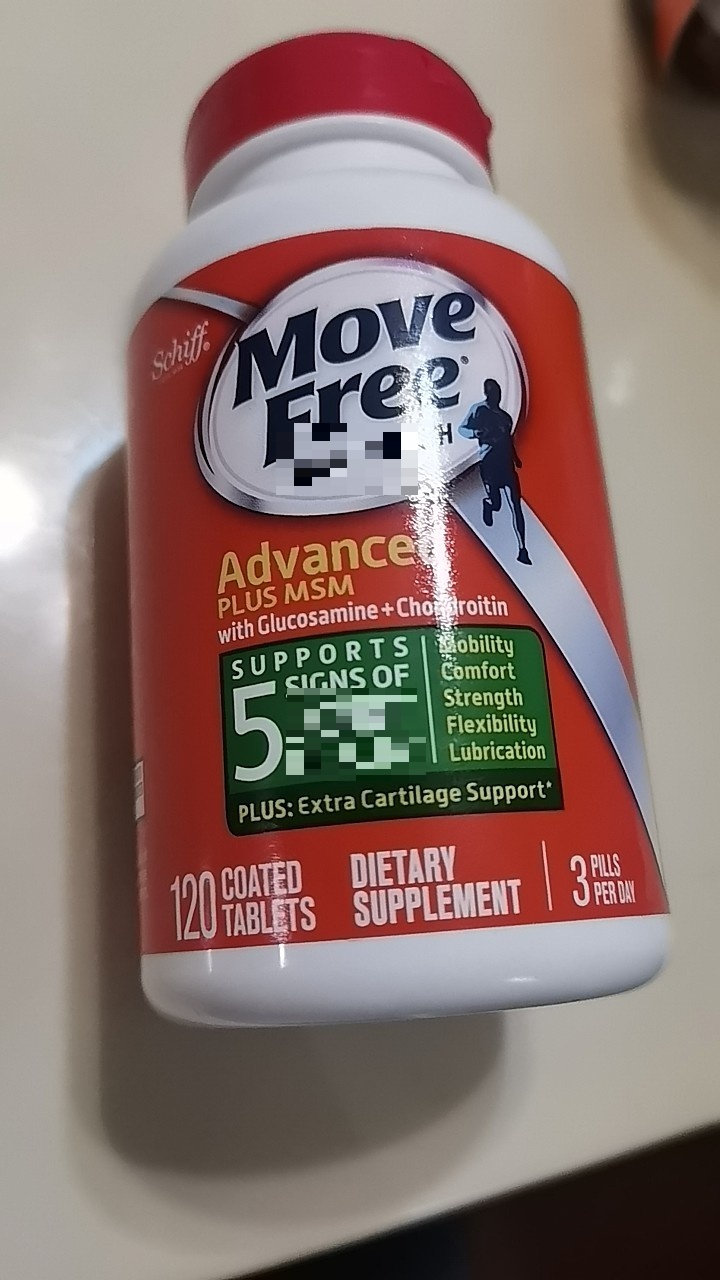 Schiff®
Move
Free®
H
Advance
PLUS MSM
with Glucosamine + Chondroitin
SUPPORTS
5 SIGNS OF
Mobility
Comfort
Strength
Flexibility
Lubrication
PLUS: Extra Cartilage Support*
120 COATED TABLETS
DIETARY SUPPLEMENT
3 PILLS PER DAY